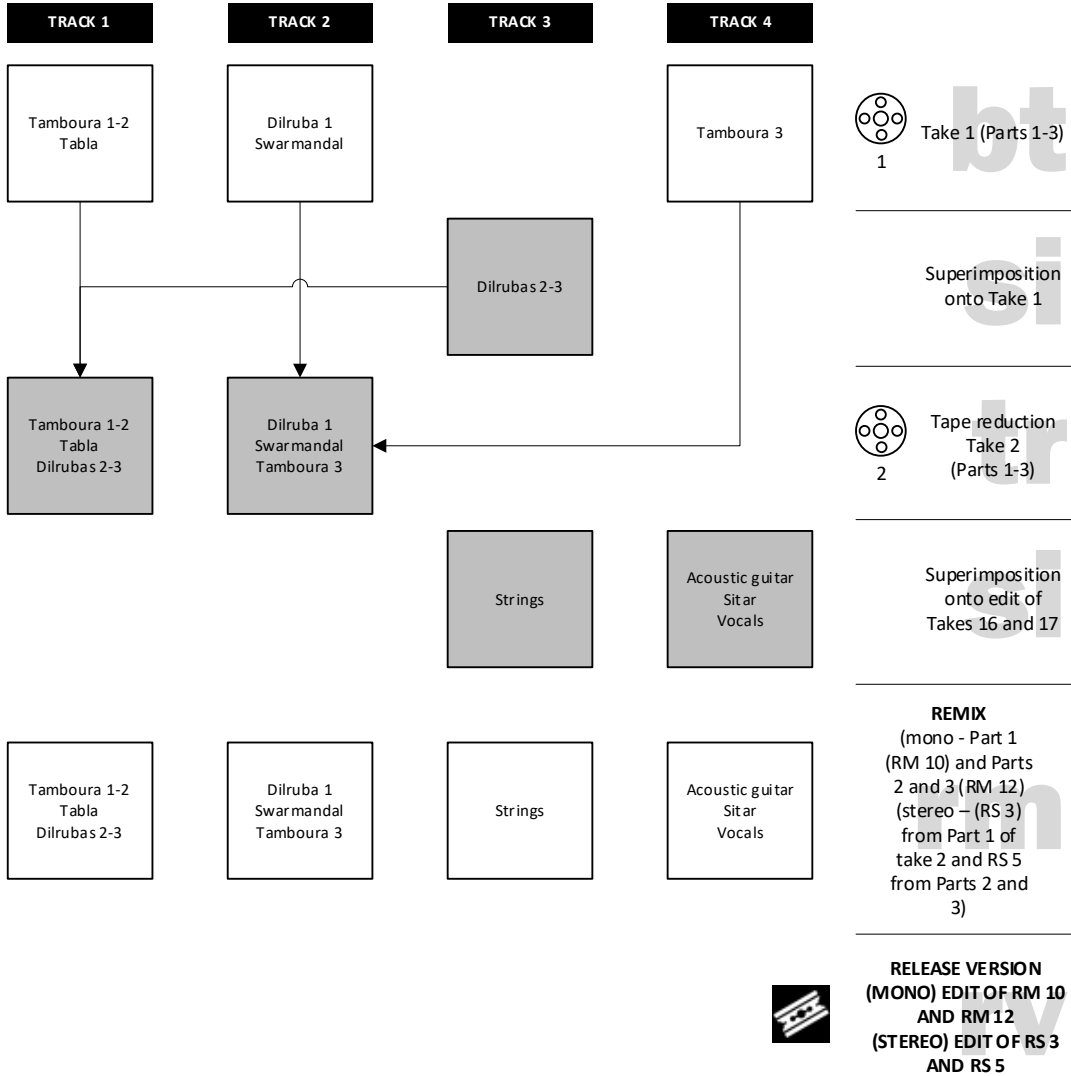 TRACK 1
TRACK 2
TRACK 3
TRACK 4
Tamboura 1-2
Tabla
Dilruba 1
Swarmandal
Tamboura 3
1
Take 1 (Parts 1-3)
bt
Dilrubas 2-3
Superimposition
onto Take 1
si
Tamboura 1-2
Tabla
Dilrubas 2-3
Dilruba 1
Swarmandal
Tamboura 3
2
Tape reduction
Take 2
(Parts 1-3)
tr
Strings
Acoustic guitar
Sitar
Vocals
Superimposition
onto edit of
Takes 16 and 17
si
Tamboura 1-2
Tabla
Dilrubas 2-3
Dilruba 1
Swarmandal
Tamboura 3
Strings
Acoustic guitar
Sitar
Vocals
REMIX
(mono - Part 1
(RM 10) and Parts
2 and 3 (RM 12)
(stereo – (RS 3)
from Part 1 of
take 2 and RS 5
from Parts 2 and
3)
rm
RELEASE VERSION
(MONO) EDIT OF RM 10
AND RM 12
(STEREO) EDIT OF RS 3
AND RS 5
rv